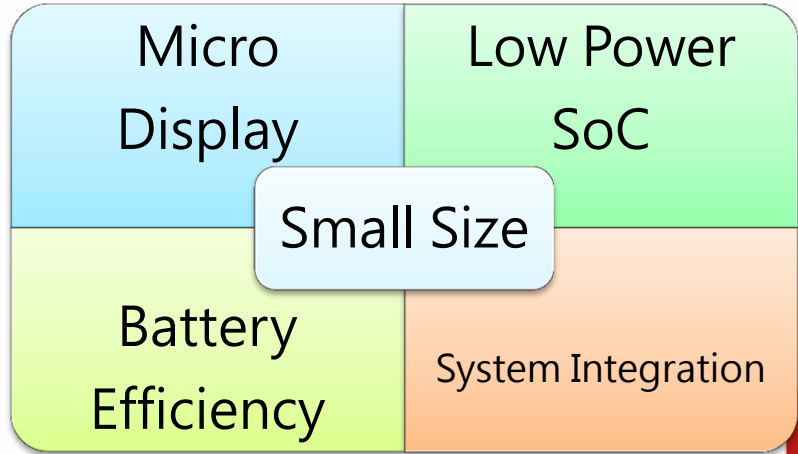 Micro
Display
Low Power
SoC
Small Size
Battery
Efficiency
System Integration